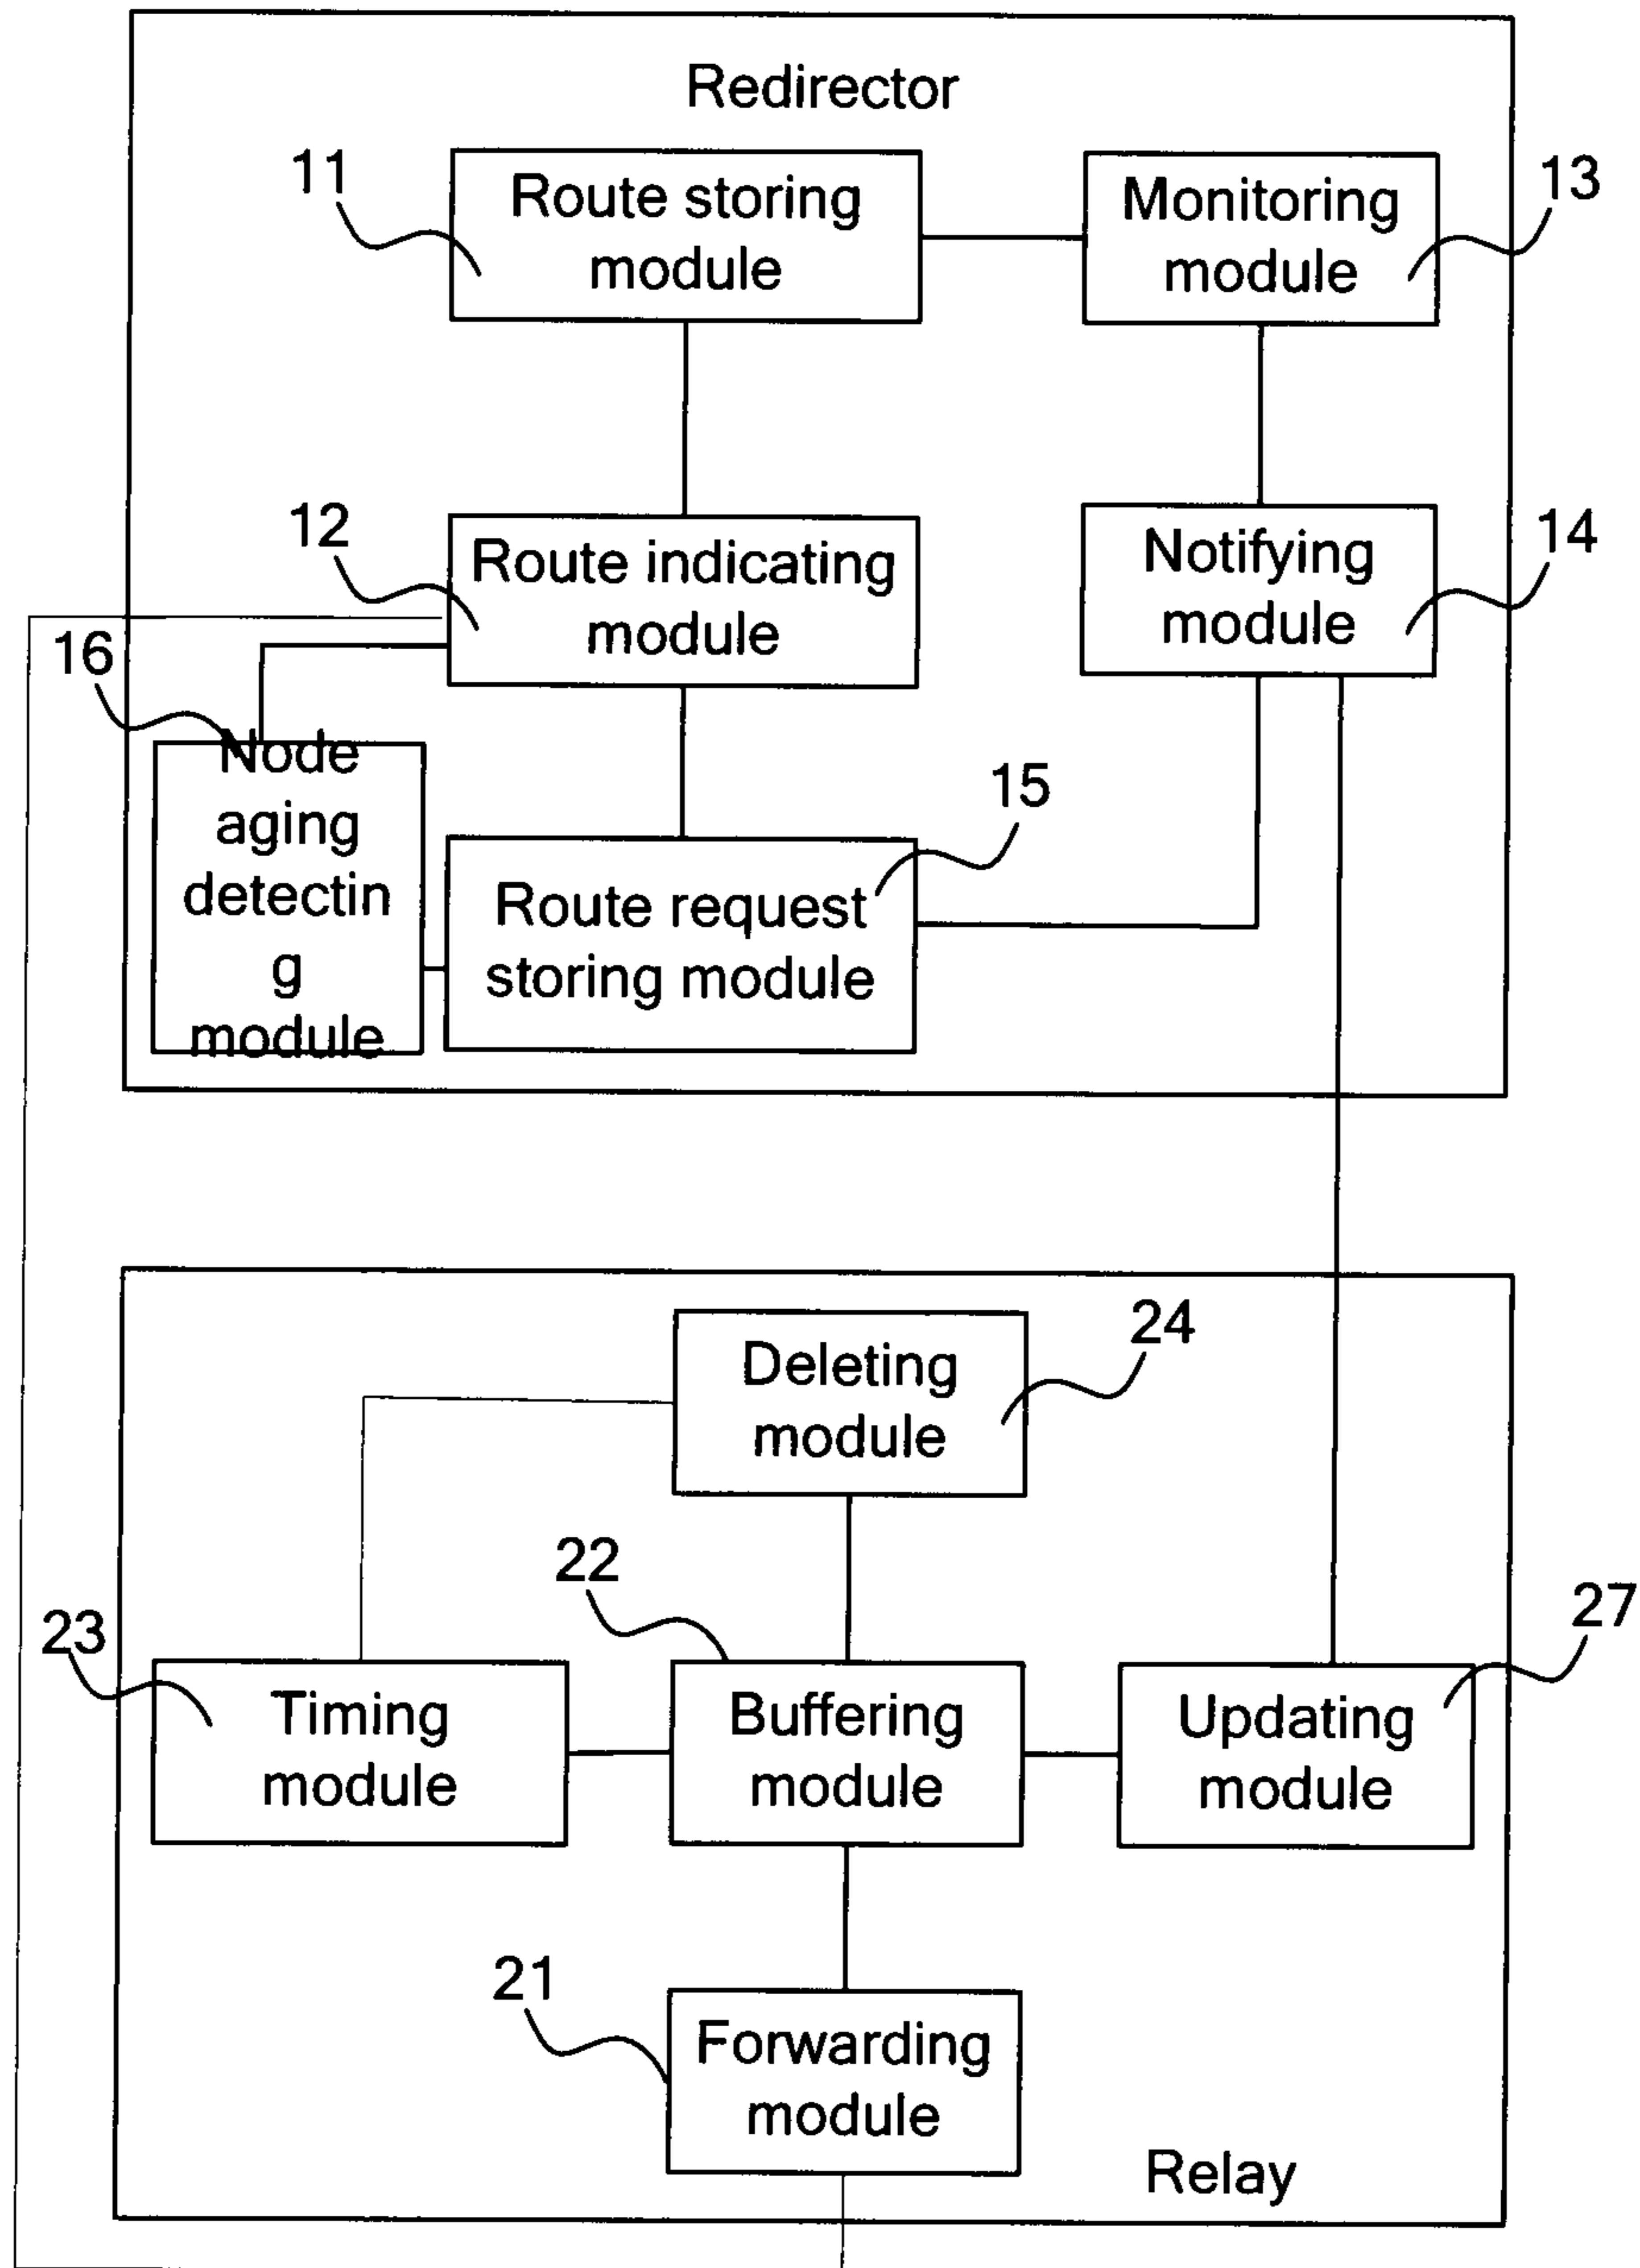 Redirector
11
Route storing
module
Monitoring
module
13
12
Route indicating
module
Notifying
module
14
16
Node
aging
detectin
g
module
15
Route request
storing module
Deleting
module
24
22
23
Timing
module
Buffering
module
Updating
module
27
21
Forwarding
module
Relay